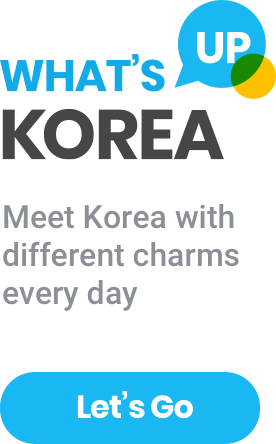 WHAT'S UP
KOREA
Meet Korea with
different charms
every day
Let's Go